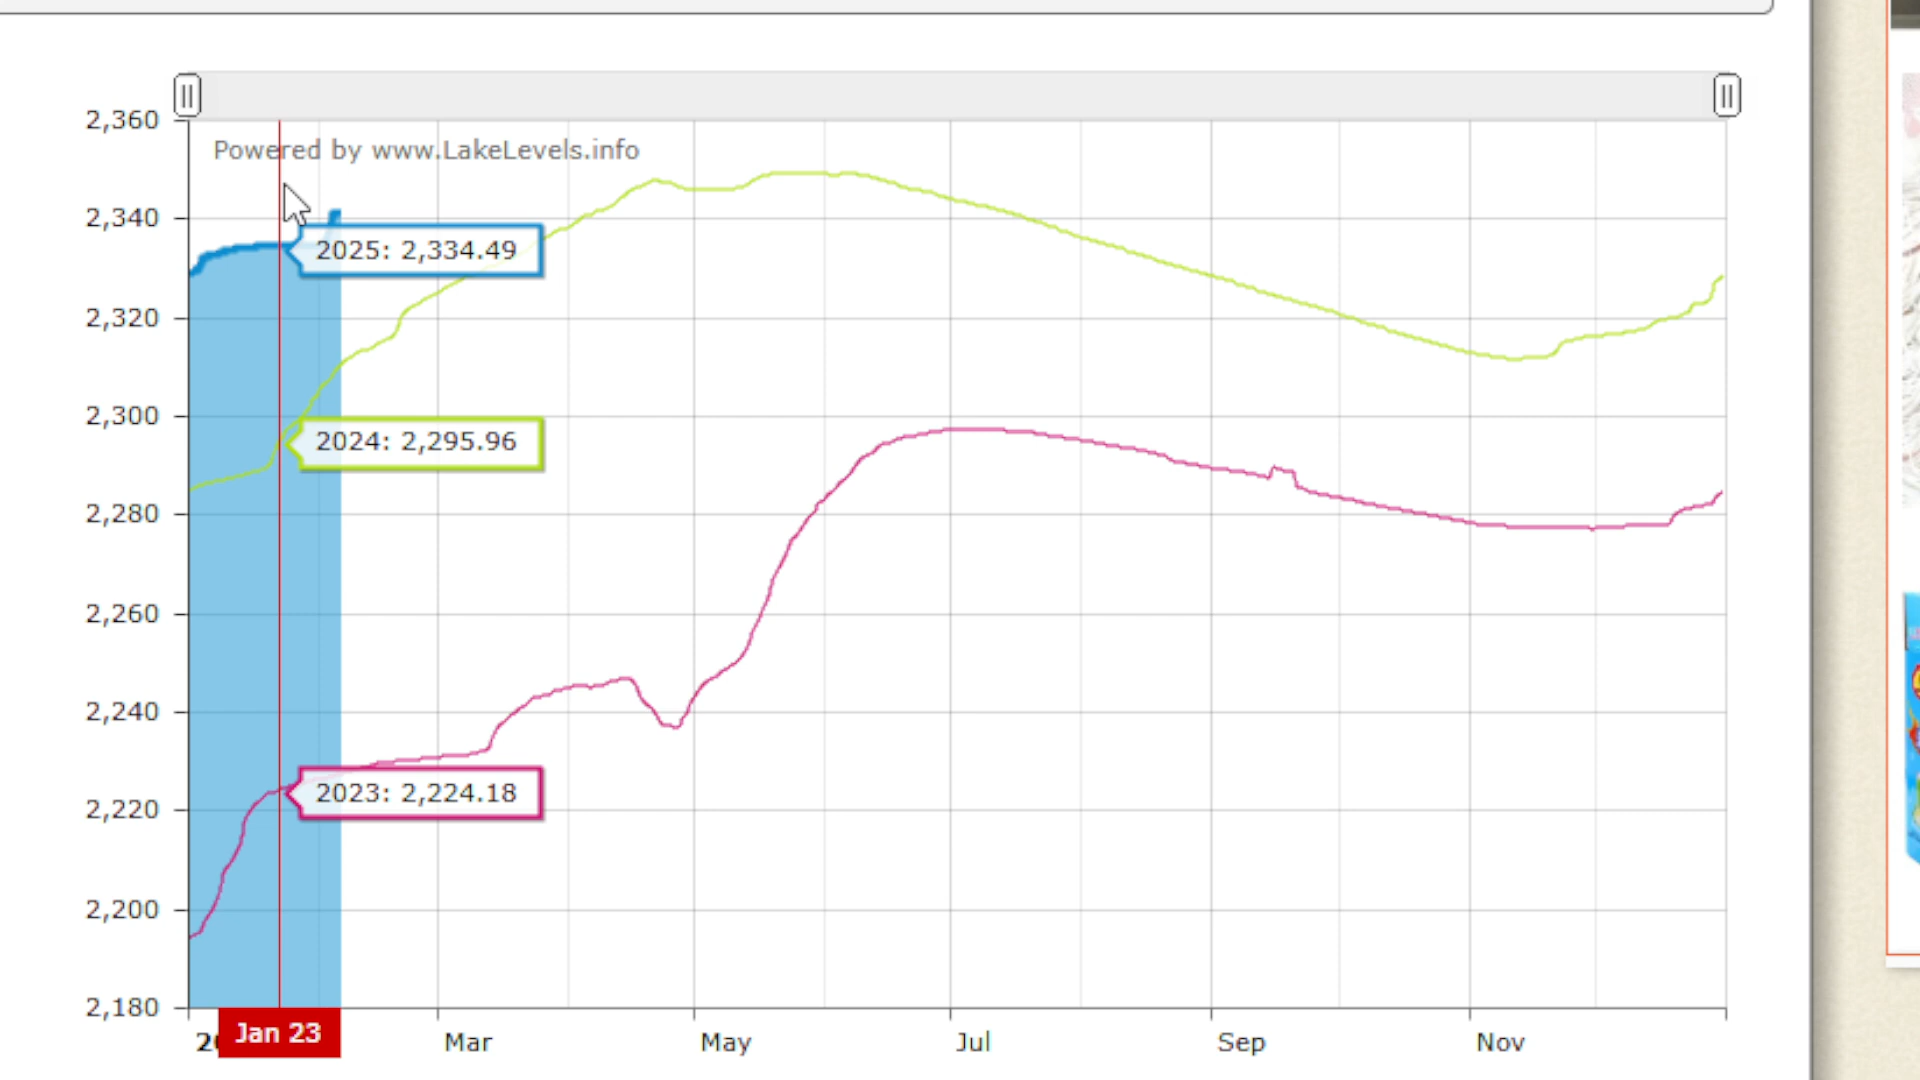 2,360
Powered by www.LakeLevels.info
2,340
2025: 2,334.49
2,320
2,300
2024: 2,295.96
2,280
2,260
2,240
2023: 2,224.18
2,220
2,200
2,180
Jan 23
Mar
May
Jul
Sep
Nov